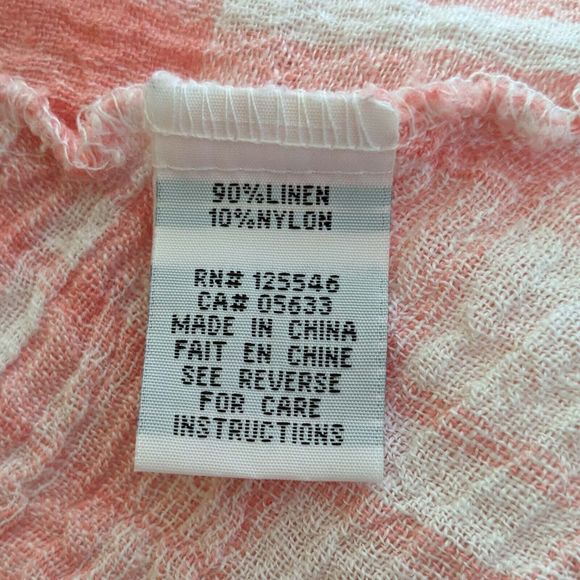 90%LINEN
10%NYLON
RN# 125546
CA# 05633
MADE IN CHINA
FAIT EN CHINE
SEE REVERSE
FOR CARE
INSTRUCTIONS